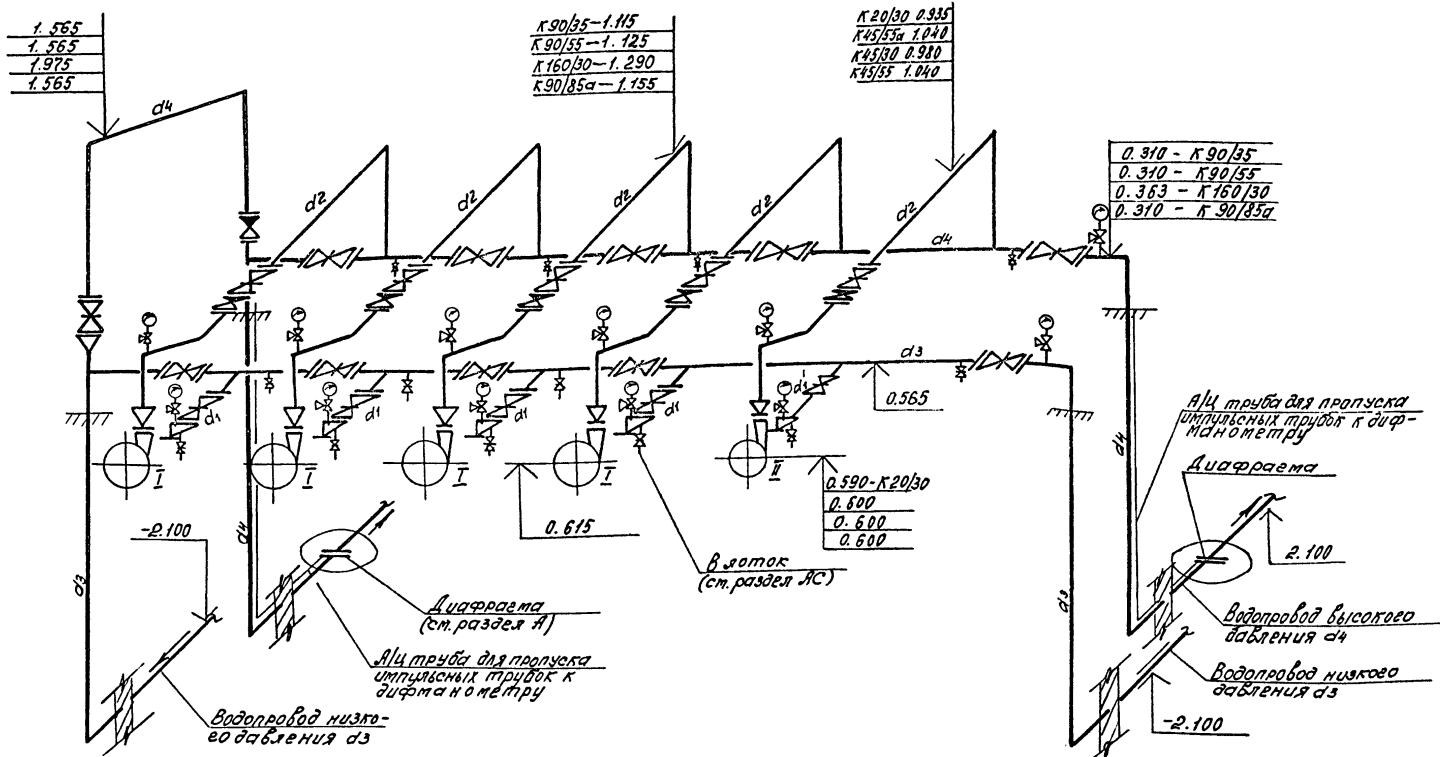 1.565
1.565
1.975
1.565
К90/35-1.115
К90/55-1.125
К160/30-1.290
К90/85а-1.155
К20/30 0.935
К45/55а 1.040
К45/30 0.980
К45/55 1.040
0.310 - К 90/35
0.310 - К90/55
0.363 - К160/30
0.310 - К 90/85а
d4
d2
d2
d2
d2
d2
d4
d3
d1
d1
d1
d1
d1
0.565
А/Ц труба для пропуска
импульсных трубок к диф-
манометру
Диафрагма
I
I
I
I
II
0.615
0.590-К20/30
0.600
0.600
0.600
-2.100
d4
d4
d3
d3
2.100
В лоток
(см. раздел АС)
Диафрагма
(см. раздел А)
А/Ц труба для пропуска
импульсных трубок к
дифманометру
Водопровод низко-
го давления d3
Водопровод высокого
давления d4
Водопровод низкого
давления d3
-2.100